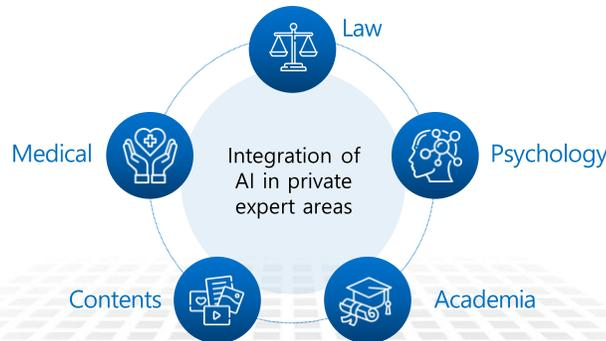 Law
Medical
Psychology
Integration of
AI in private
expert areas
Contents
Academia